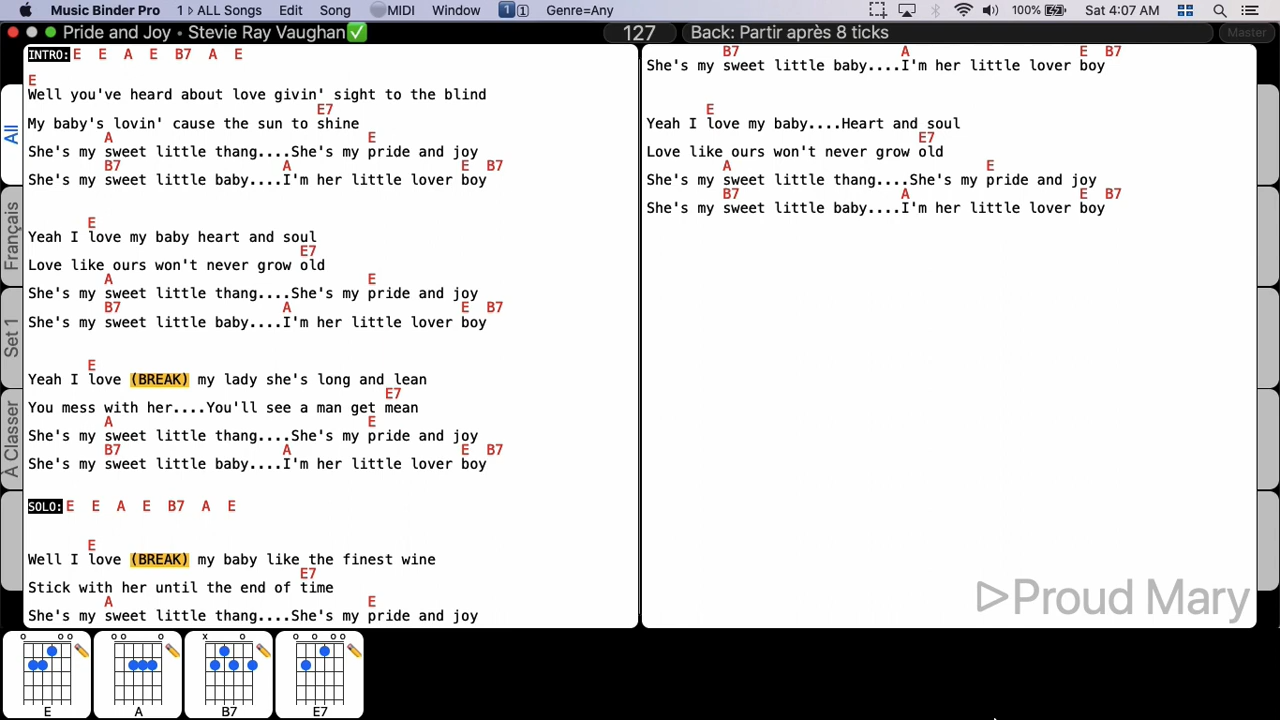 Music Binder Pro 1 ▷ ALL Songs Edit Song MIDI Window 1 1 Genre=Any 100% Sat 4:07 AM
Pride and Joy • Stevie Ray Vaughan✅ 127 Back: Partir après 8 ticks Master
All
Français
Set 1
À Classer
INTRO: E E A E B7 A E
E
Well you've heard about love givin' sight to the blind
E7
My baby's lovin' cause the sun to shine
A E
She's my sweet little thang....She's my pride and joy
B7 A E B7
She's my sweet little baby....I'm her little lover boy
E
Yeah I love my baby heart and soul
E7
Love like ours won't never grow old
A E
She's my sweet little thang....She's my pride and joy
B7 A E B7
She's my sweet little baby....I'm her little lover boy
E
Yeah I love (BREAK) my lady she's long and lean
E7
You mess with her....You'll see a man get mean
A E
She's my sweet little thang....She's my pride and joy
B7 A E B7
She's my sweet little baby....I'm her little lover boy
SOLO: E E A E B7 A E
E
Well I love (BREAK) my baby like the finest wine
E7
Stick with her until the end of time
A E
She's my sweet little thang....She's my pride and joy
B7 A E B7
She's my sweet little baby....I'm her little lover boy
E
Yeah I love my baby....Heart and soul
E7
Love like ours won't never grow old
A E
She's my sweet little thang....She's my pride and joy
B7 A E B7
She's my sweet little baby....I'm her little lover boy
▷Proud Mary
o o o
o o o
x o
o o o o
E A B7 E7